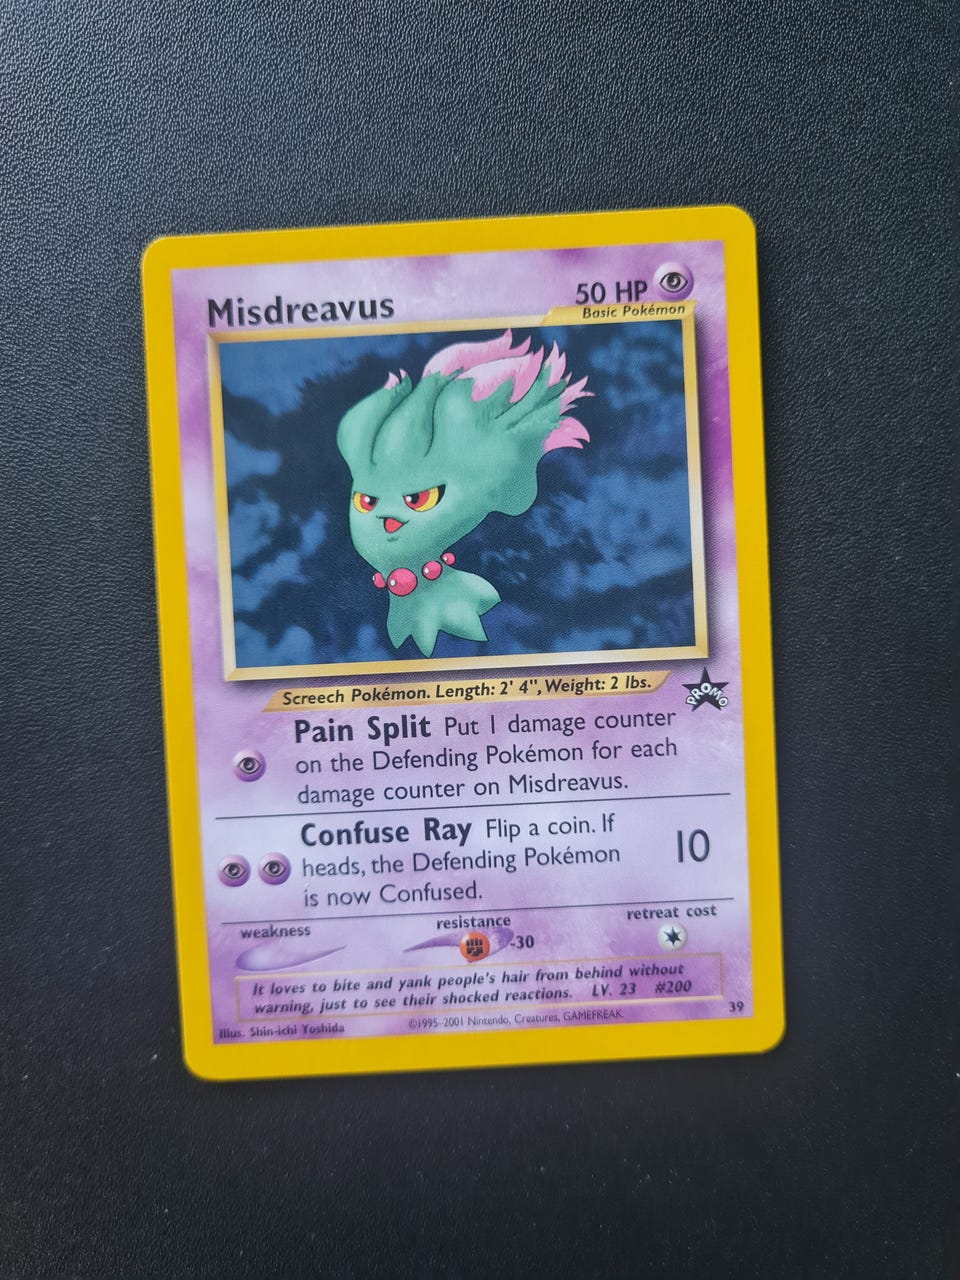 Misdreavus
50 HP
Basic Pokémon
Screech Pokémon. Length: 2' 4", Weight: 2 lbs.
PROMO
Pain Split Put 1 damage counter
on the Defending Pokémon for each
damage counter on Misdreavus.
Confuse Ray Flip a coin. If
heads, the Defending Pokémon
is now Confused.
10
weakness
resistance
-30
retreat cost
It loves to bite and yank people's hair from behind without
warning, just to see their shocked reactions. LV. 23 #200
Illus. Shin-ichi Yoshida
©1995-2001 Nintendo, Creatures, GAMEFREAK.
39